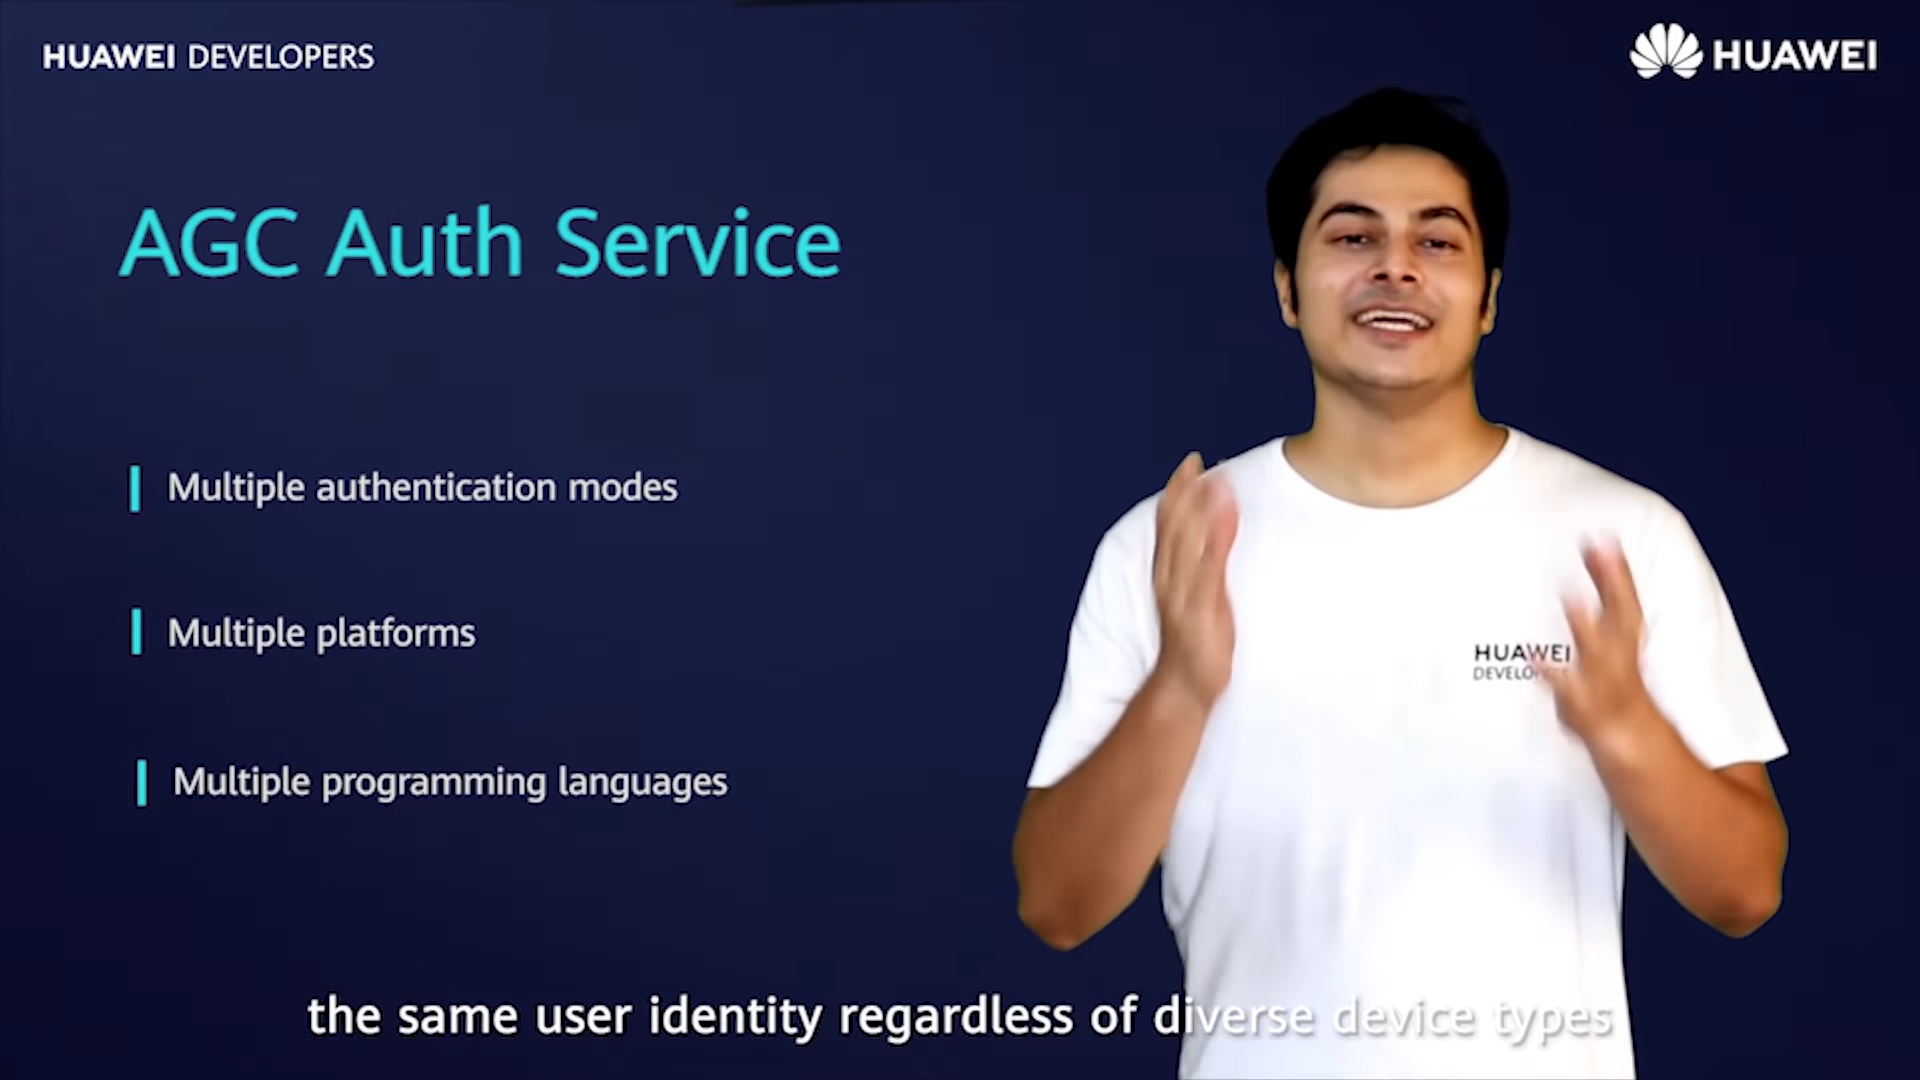 HUAWEI DEVELOPERS
HUAWEI
AGC Auth Service
Multiple authentication modes
Multiple platforms
Multiple programming languages
HUAWEI
the same user identity regardless of diverse device types